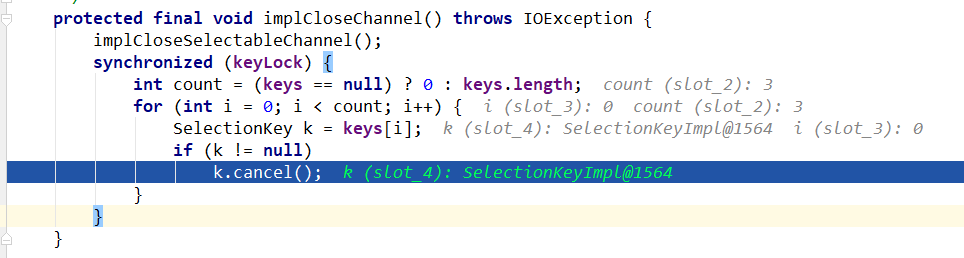 protected final void implCloseChannel() throws IOException {
implCloseSelectableChannel();
synchronized (keyLock) {
int count = (keys == null) ? 0 : keys.length; count (slot_2): 3
for (int i = 0; i < count; i++) { i (slot_3): 0 count (slot_2): 3
SelectionKey k = keys[i]; k (slot_4): SelectionKeyImpl@1564 i (slot_3): 0
if (k != null)
k.cancel(); k (slot_4): SelectionKeyImpl@1564
}
}
}